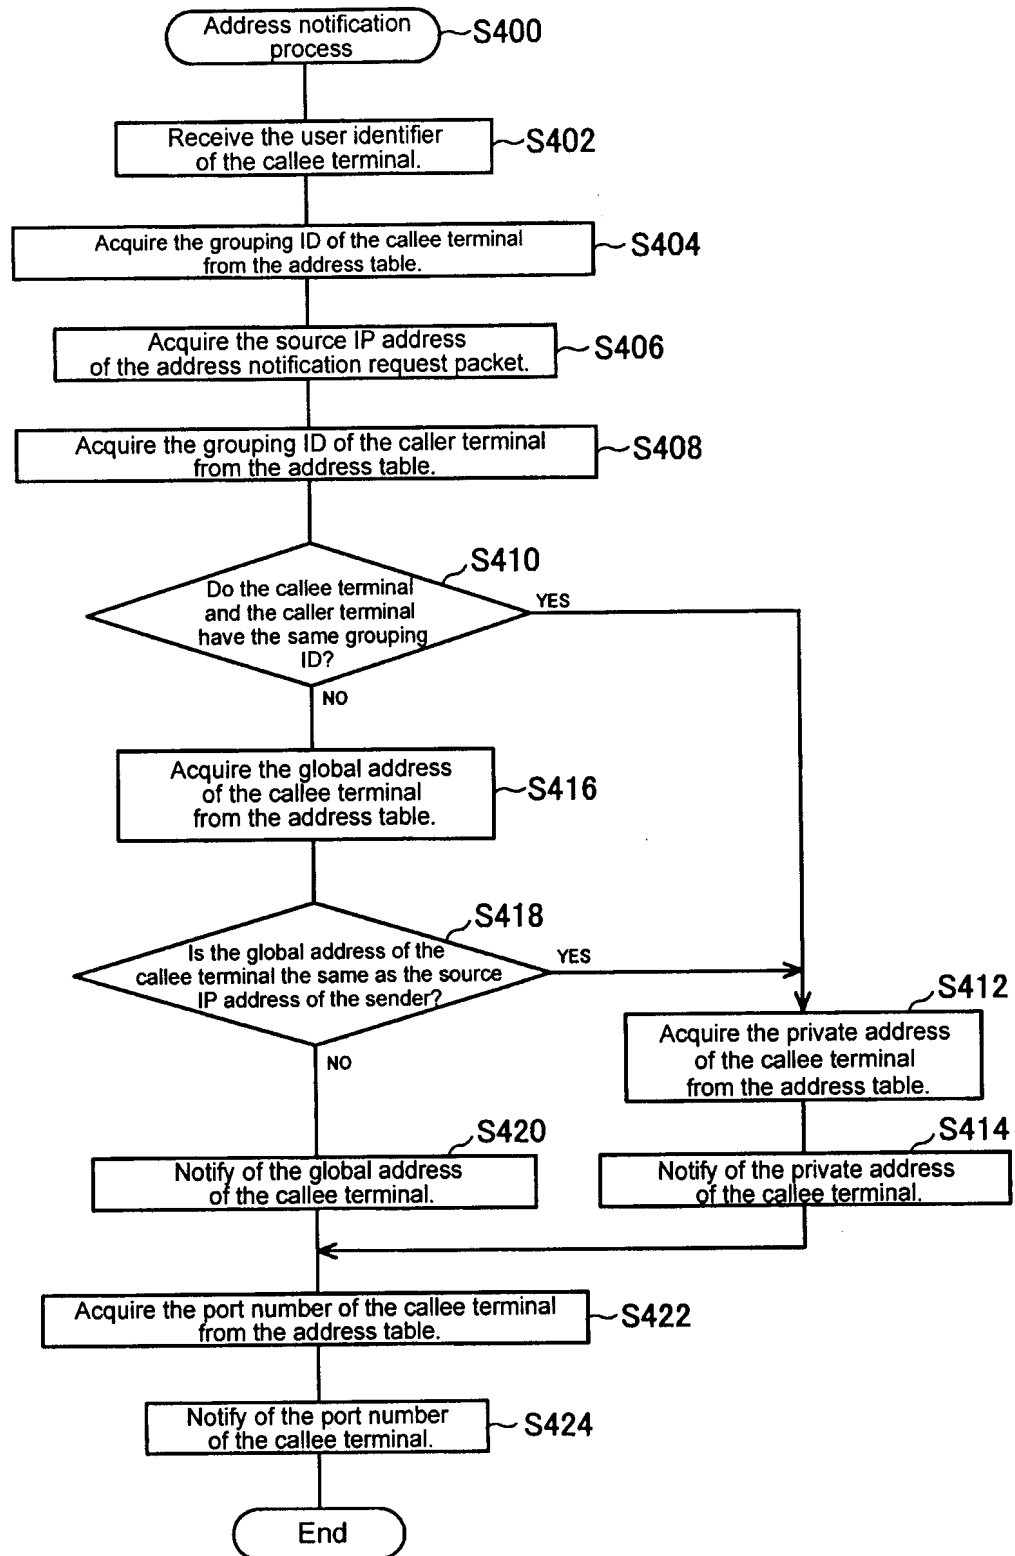 Address notification
process
S400
Receive the user identifier
of the callee terminal.
S402
Acquire the grouping ID of the callee terminal
from the address table.
S404
Acquire the source IP address
of the address notification request packet.
S406
Acquire the grouping ID of the caller terminal
from the address table.
S408
S410
Do the callee terminal
and the caller terminal
have the same grouping
ID?
YES
NO
Acquire the global address
of the callee terminal
from the address table.
S416
S418
Is the global address of the
callee terminal the same as the source
IP address of the sender?
YES
NO
S412
Acquire the private address
of the callee terminal
from the address table.
S420
Notify of the global address
of the callee terminal.
S414
Notify of the private address
of the callee terminal.
Acquire the port number of the callee terminal
from the address table.
S422
Notify of the port number
of the callee terminal.
S424
End